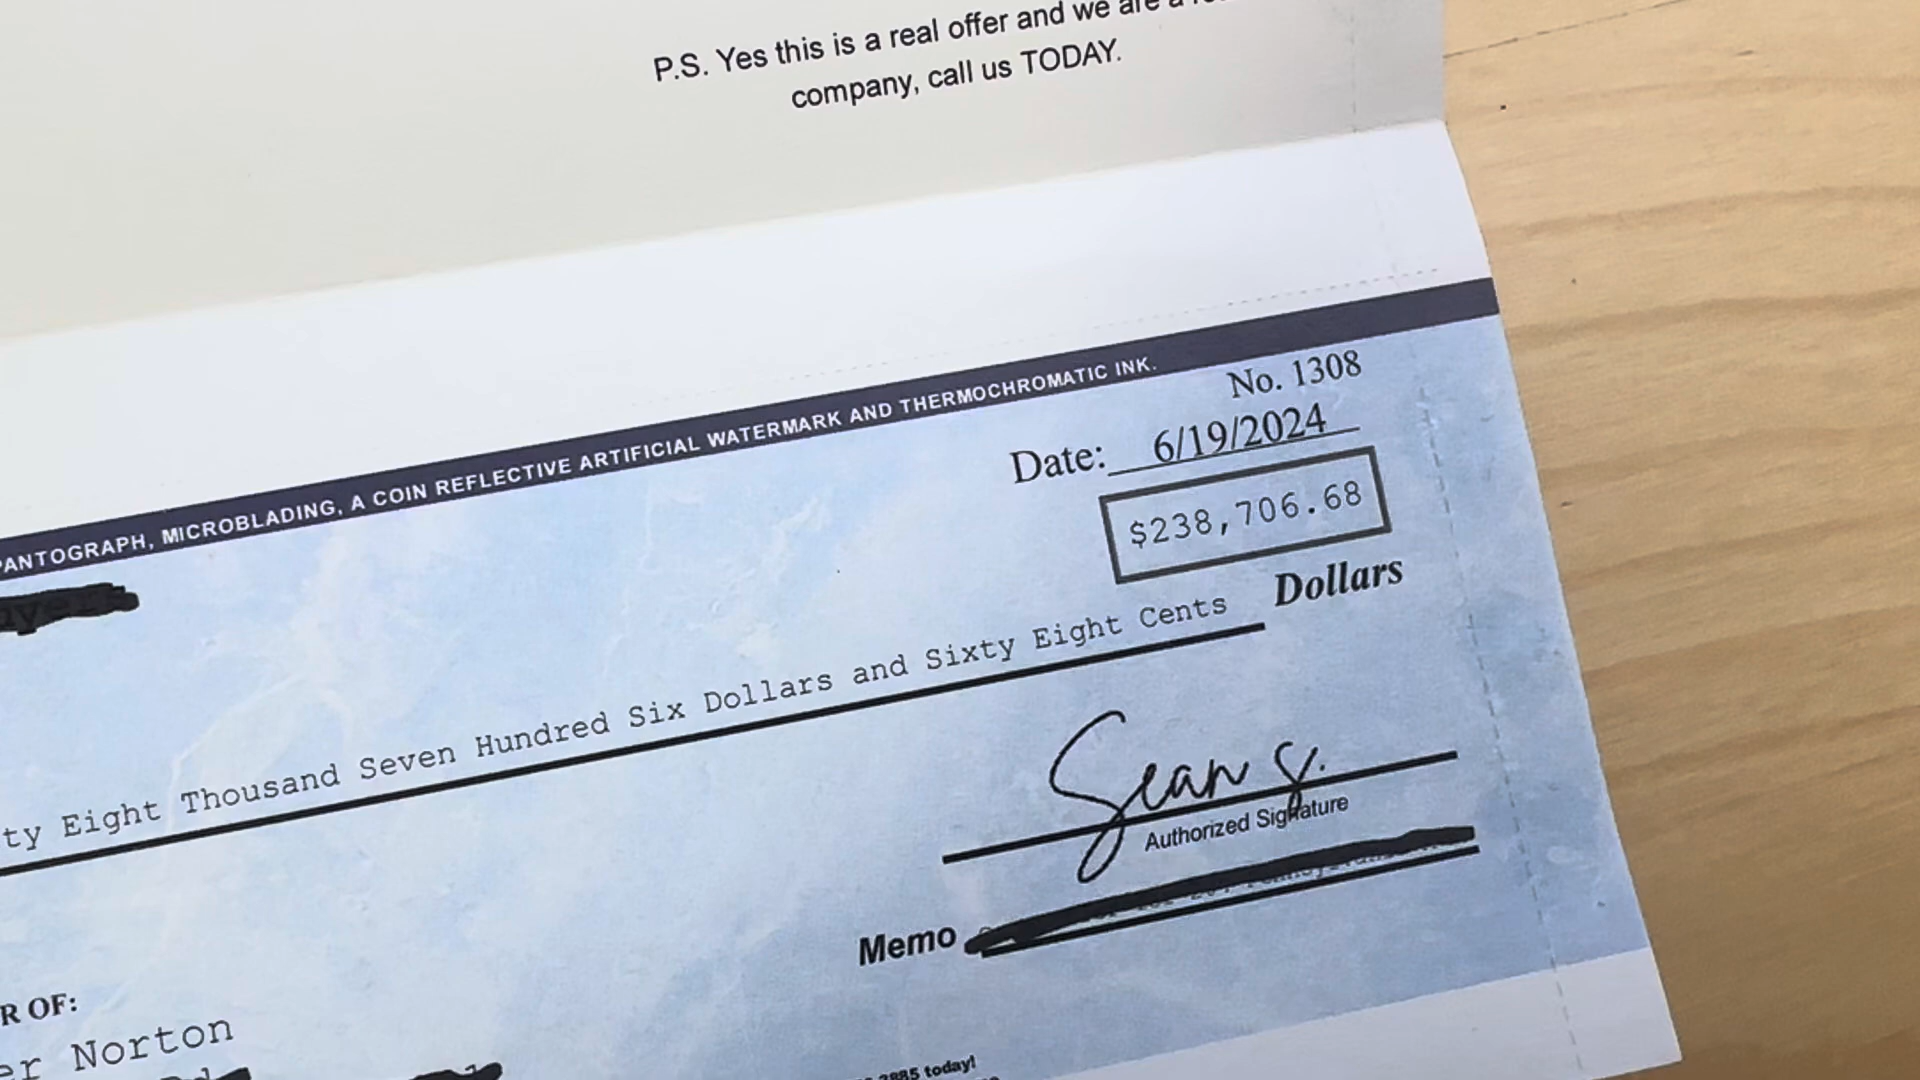 P.S. Yes this is a real offer and we are a
company, call us TODAY.
PANTOGRAPH, MICROBLADING, A COIN REFLECTIVE ARTIFICIAL WATERMARK AND THERMOCHROMATIC INK.
No. 1308
Date: 6/19/2024
$238,706.68
ty Eight Thousand Seven Hundred Six Dollars and Sixty Eight Cents Dollars
Sean S.
Authorized Signature
Memo
R OF:
er Norton
2885 today!